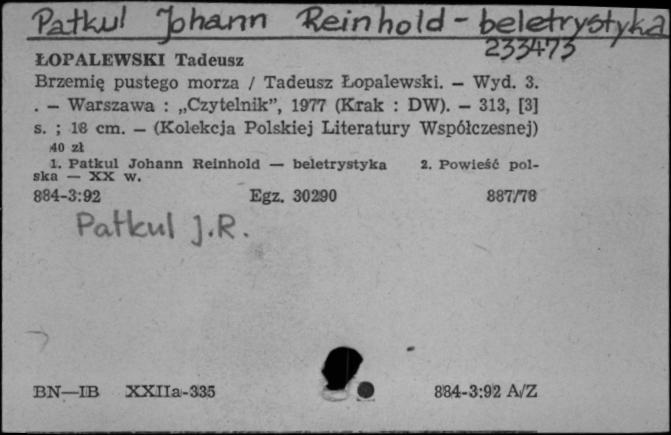 Patkul Johann Reinhold - beletrystyka
233473
ŁOPALEWSKI Tadeusz
Brzemię pustego morza / Tadeusz Łopalewski. — Wyd. 3.
. — Warszawa : „Czytelnik”, 1977 (Krak : DW). — 313, [3]
s. ; 18 cm. — (Kolekcja Polskiej Literatury Współczesnej)
40 zł
1. Patkul Johann Reinhold — beletrystyka 2. Powieść pol-
ska — XX w.
884-3:92 Egz. 30290 887/78
Patkul J.R.
BN—IB XXIIa-335 884-3:92 A/Z